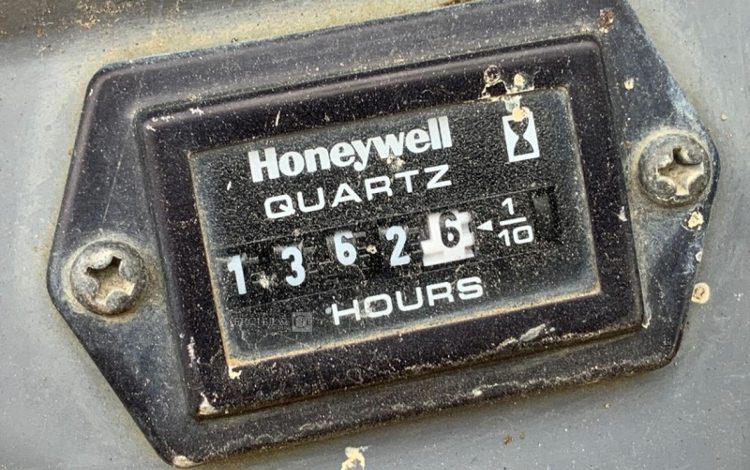 Honeywell
QUARTZ
1 3 6 2 6 ◄ 1/10
HOURS